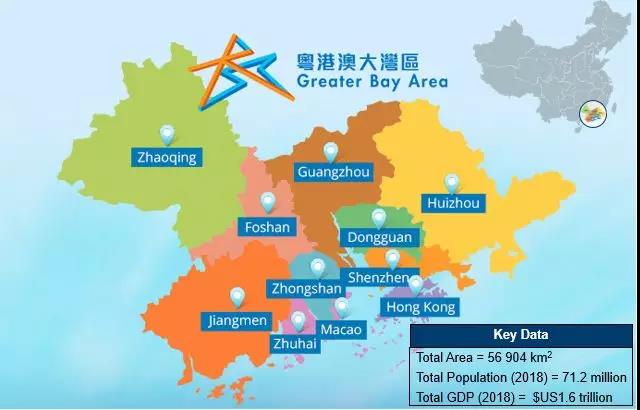 粵港澳大灣區
Greater Bay Area
Zhaoqing
Guangzhou
Huizhou
Foshan
Dongguan
Shenzhen
Zhongshan
Hong Kong
Jiangmen
Macao
Zhuhai
Key Data
Total Area = 56 904 km²
Total Population (2018) = 71.2 million
Total GDP (2018) = $US1.6 trillion